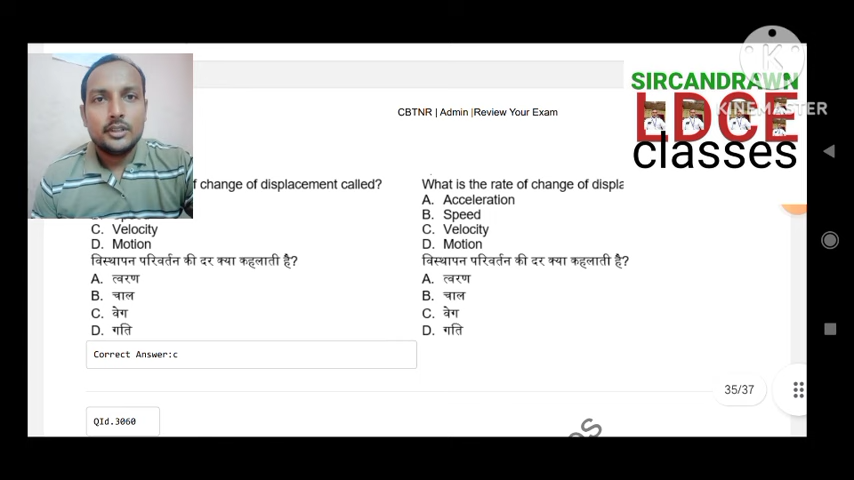 SIRCANDRAWN
KINEMASTER
LDCE
classes
CBTNR | Admin |Review Your Exam
f change of displacement called?
C. Velocity
D. Motion
विस्थापन परिवर्तन की दर क्या कहलाती है?
A. त्वरण
B. चाल
C. वेग
D. गति
Correct Answer:c
What is the rate of change of displa
A. Acceleration
B. Speed
C. Velocity
D. Motion
विस्थापन परिवर्तन की दर क्या कहलाती है?
A. त्वरण
B. चाल
C. वेग
D. गति
35/37
QId.3060
os